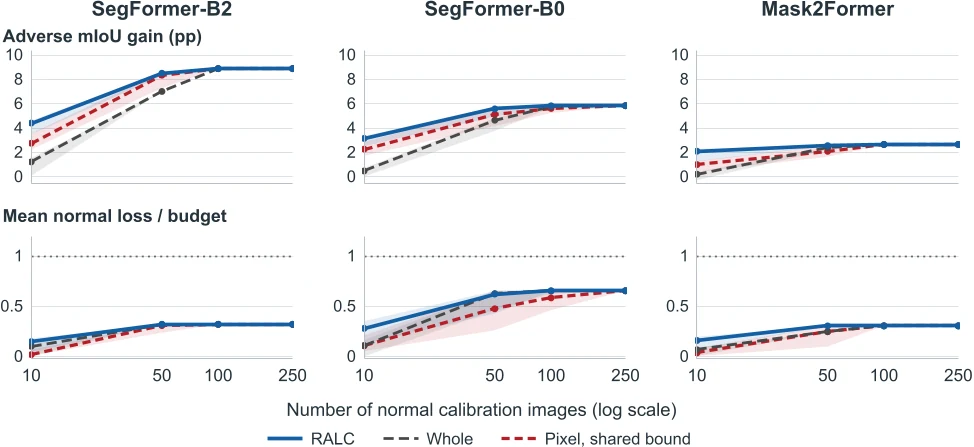 SegFormer-B2 SegFormer-B0 Mask2Former
Adverse mIoU gain (pp)
10 10 10
8 8 8
6 6 6
4 4 4
2 2 2
0 0 0
Mean normal loss / budget
1 1 1
0.5 0.5 0.5
0 0 0
10 50 100 250 10 50 100 250 10 50 100 250
Number of normal calibration images (log scale)
RALC Whole Pixel, shared bound